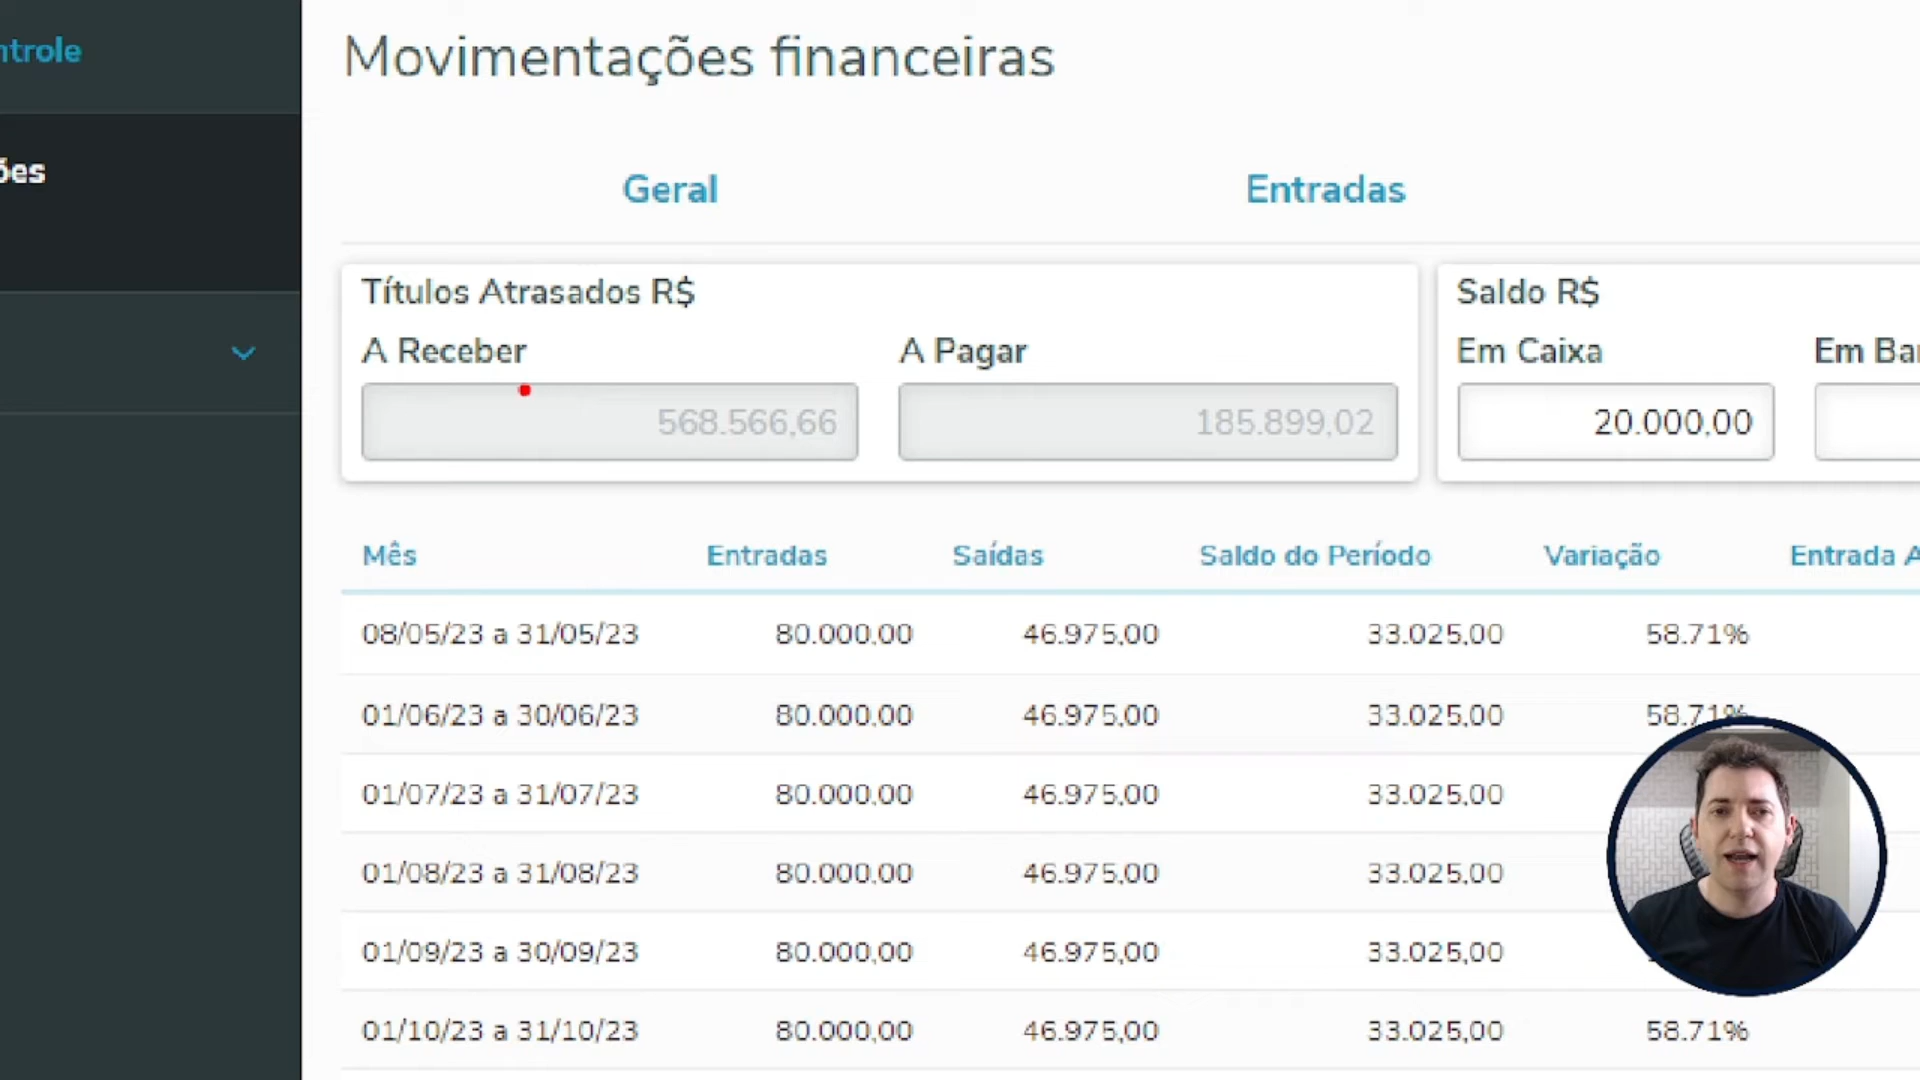 ntrole
ões
Movimentações financeiras
Geral Entradas
Títulos Atrasados R$
A Receber A Pagar
568.566,66 185.899,02
Saldo R$
Em Caixa Em Ba
20.000,00
Mês Entradas Saídas Saldo do Período Variação Entrada A
08/05/23 a 31/05/23 80.000,00 46.975,00 33.025,00 58.71%
01/06/23 a 30/06/23 80.000,00 46.975,00 33.025,00 58.71%
01/07/23 a 31/07/23 80.000,00 46.975,00 33.025,00
01/08/23 a 31/08/23 80.000,00 46.975,00 33.025,00
01/09/23 a 30/09/23 80.000,00 46.975,00 33.025,00
01/10/23 a 31/10/23 80.000,00 46.975,00 33.025,00 58.71%